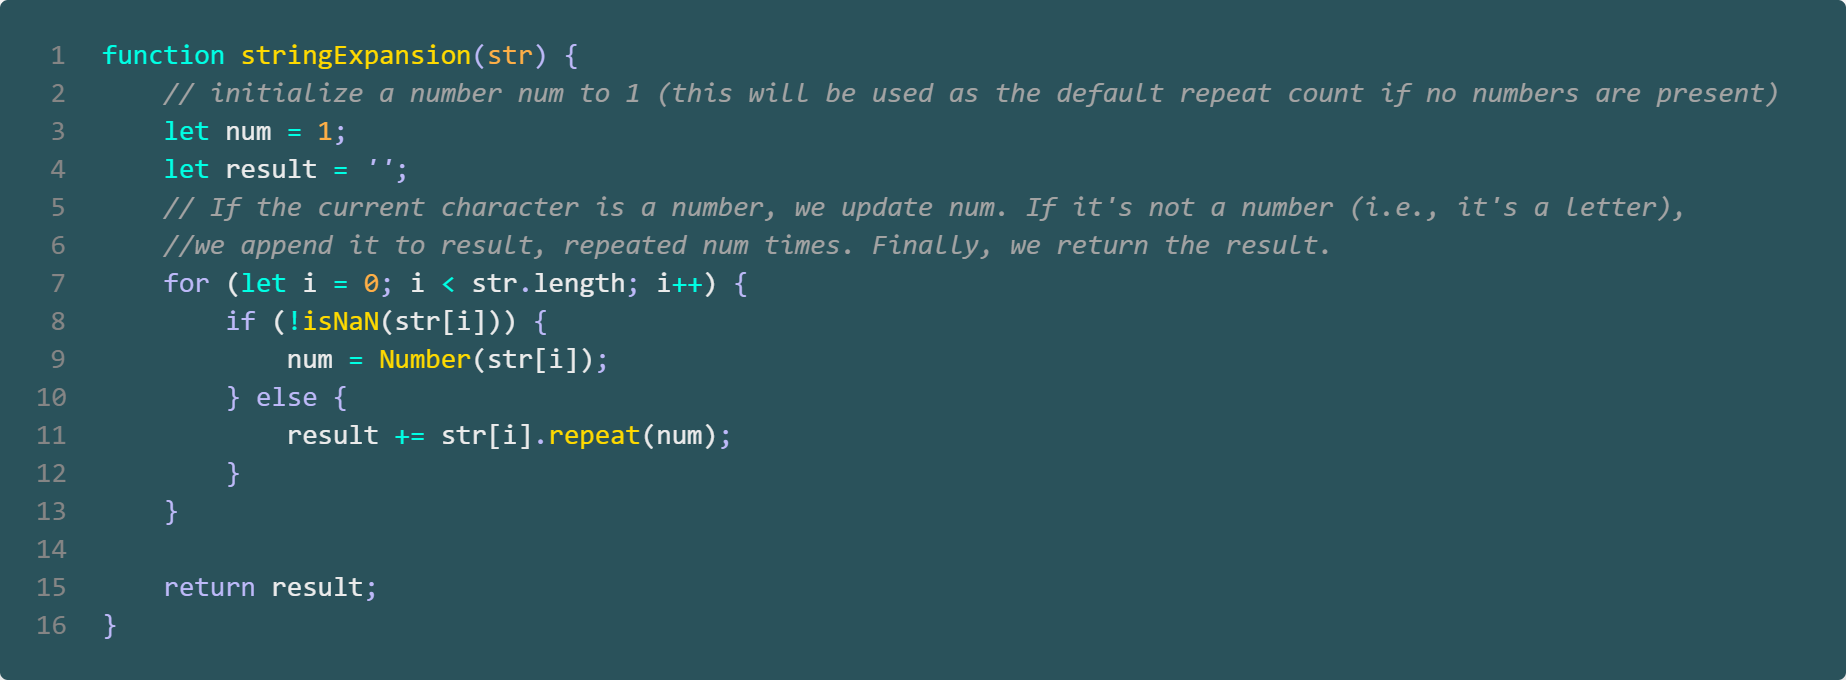 1 function stringExpansion(str) {
2 // initialize a number num to 1 (this will be used as the default repeat count if no numbers are present)
3 let num = 1;
4 let result = '';
5 // If the current character is a number, we update num. If it's not a number (i.e., it's a letter),
6 //we append it to result, repeated num times. Finally, we return the result.
7 for (let i = 0; i < str.length; i++) {
8 if (!isNaN(str[i])) {
9 num = Number(str[i]);
10 } else {
11 result += str[i].repeat(num);
12 }
13 }
14
15 return result;
16 }